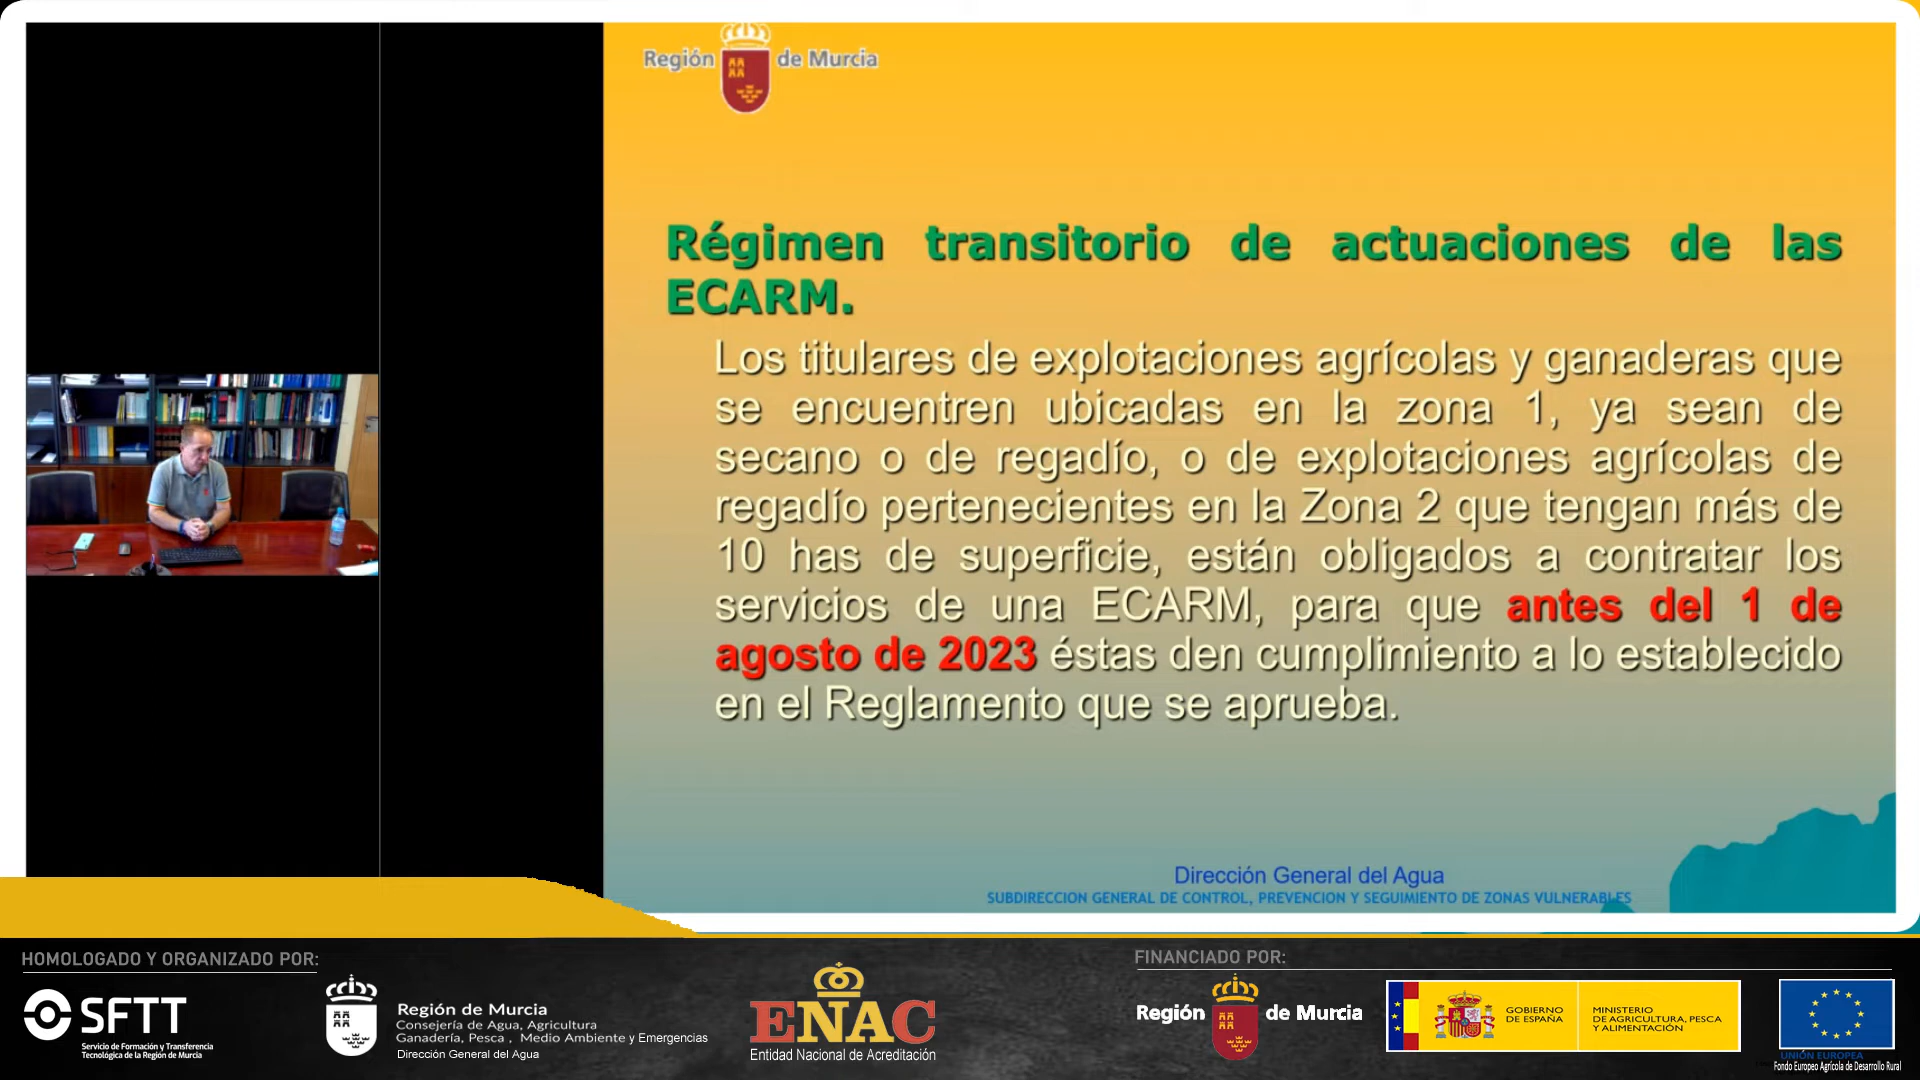 Región de Murcia
Régimen transitorio de actuaciones de las
ECARM.
Los titulares de explotaciones agrícolas y ganaderas que
se encuentren ubicadas en la zona 1, ya sean de
secano o de regadío, o de explotaciones agrícolas de
regadío pertenecientes en la Zona 2 que tengan más de
10 has de superficie, están obligados a contratar los
servicios de una ECARM, para que antes del 1 de
agosto de 2023 éstas den cumplimiento a lo establecido
en el Reglamento que se aprueba.
Dirección General del Agua
SUBDIRECCION GENERAL DE CONTROL, PREVENCION Y SEGUIMIENTO DE ZONAS VULNERABLES
HOMOLOGADO Y ORGANIZADO POR:
SFTT
Servicio de Formación y Transferencia
Tecnológica de la Región de Murcia
Región de Murcia
Consejería de Agua, Agricultura
Ganadería, Pesca , Medio Ambiente y Emergencias
Dirección General del Agua
ENAC
Entidad Nacional de Acreditación
FINANCIADO POR:
Región de Murcia
GOBIERNO
DE ESPAÑA
MINISTERIO
DE AGRICULTURA, PESCA
Y ALIMENTACIÓN
UNIÓN EUROPEA
Fondo Europeo Agrícola de Desarrollo Rural